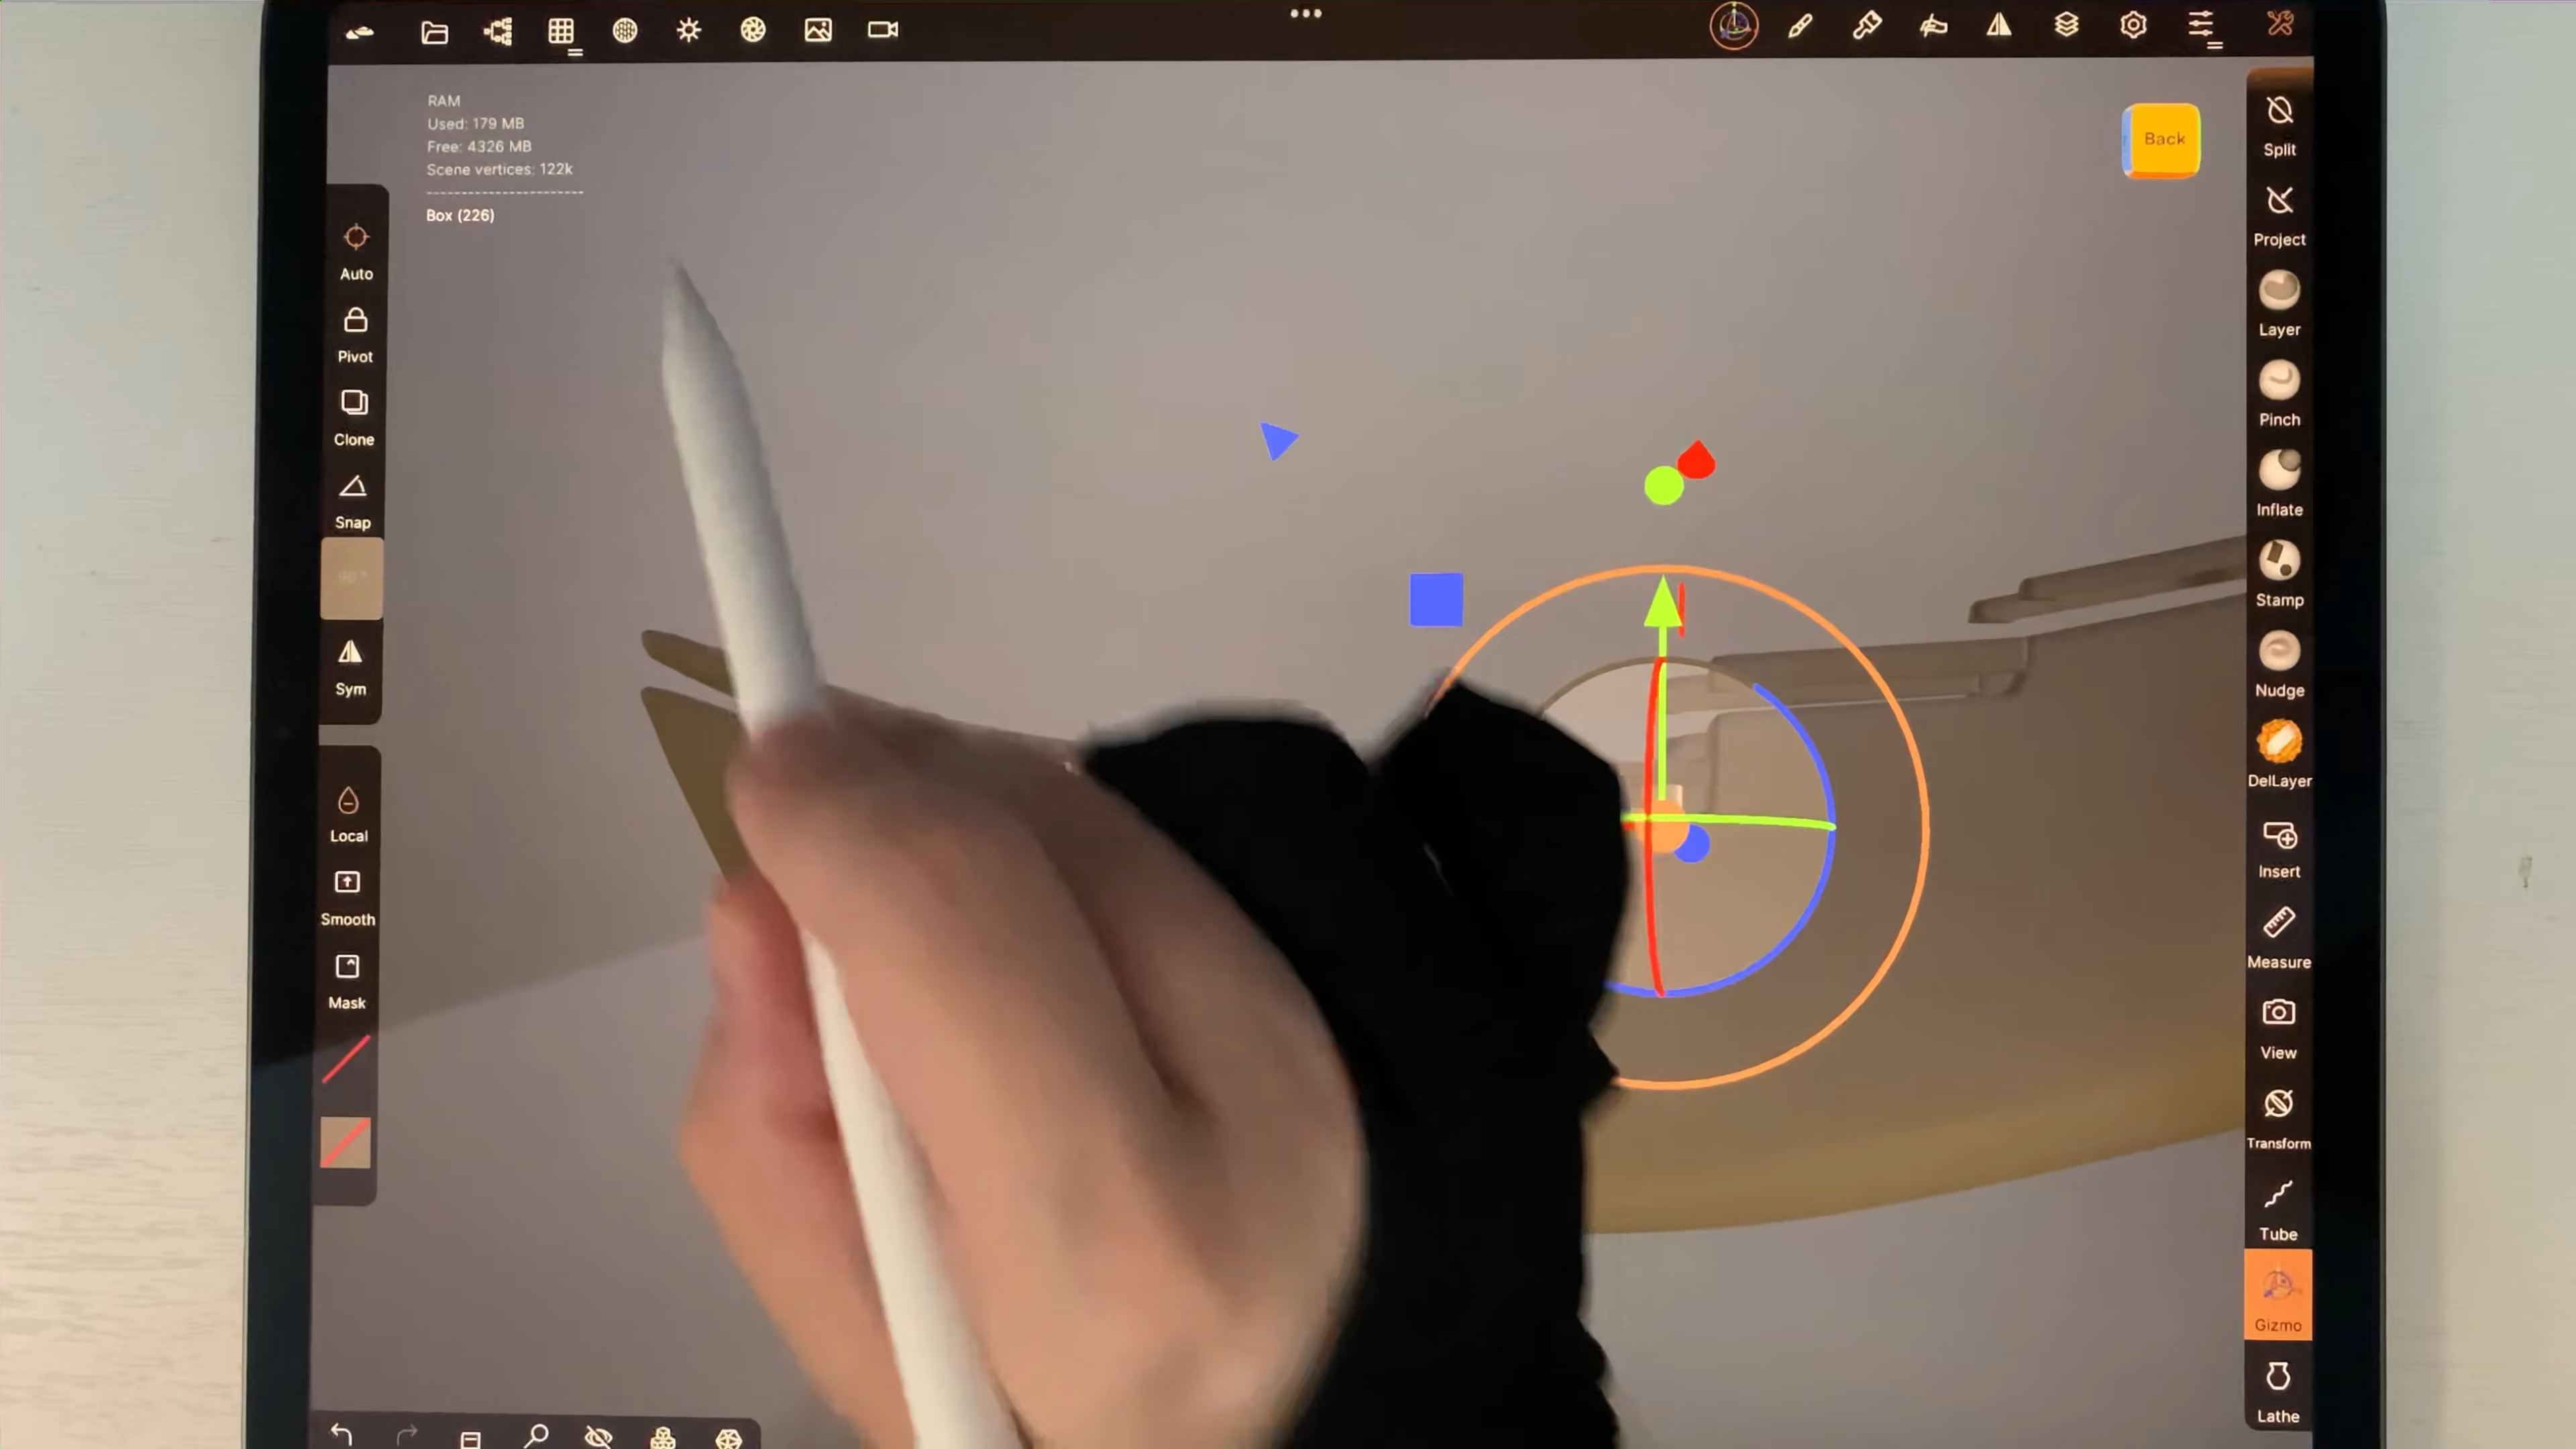 RAM
Used: 179 MB
Free: 4326 MB
Scene vertices: 122k
Box (226)
Back
Auto
Pivot
Clone
Snap
90°
Sym
Local
Smooth
Mask
Split
Project
Layer
Pinch
Inflate
Stamp
Nudge
DelLayer
Insert
Measure
View
Transform
Tube
Gizmo
Lathe